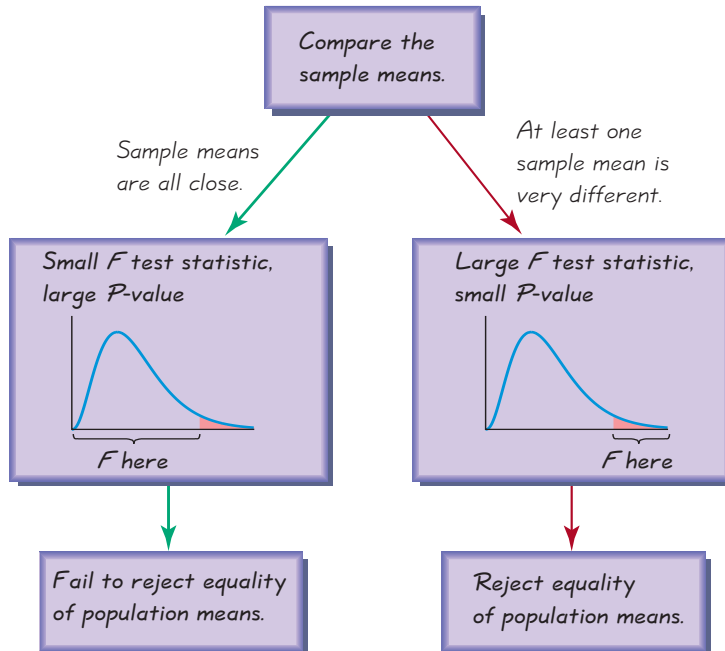 Compare the
sample means.
Sample means
are all close.
At least one
sample mean is
very different.
Small F test statistic,
large P-value
F here
Large F test statistic,
small P-value
F here
Fail to reject equality
of population means.
Reject equality
of population means.